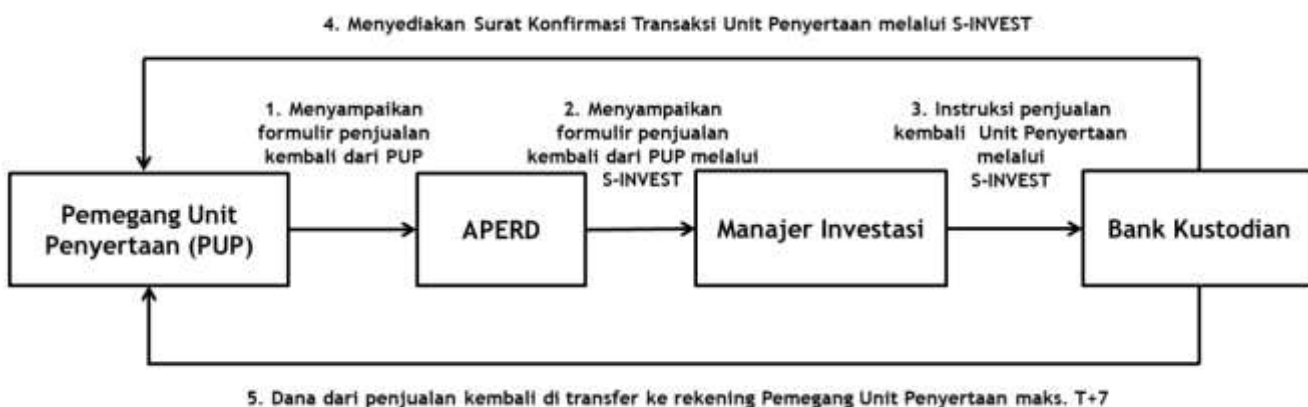 4. Menyediakan Surat Konfirmasi Transaksi Unit Penyertaan melalui S-INVEST
1. Menyampaikan
formulir penjualan
kembali dari PUP
2. Menyampaikan
formulir penjualan
kembali dari PUP melalui
S-INVEST
3. Instruksi penjualan
kembali Unit Penyertaan
melalui
S-INVEST
Pemegang Unit
Penyertaan (PUP)
APERD
Manajer Investasi
Bank Kustodian
5. Dana dari penjualan kembali di transfer ke rekening Pemegang Unit Penyertaan maks. T+7